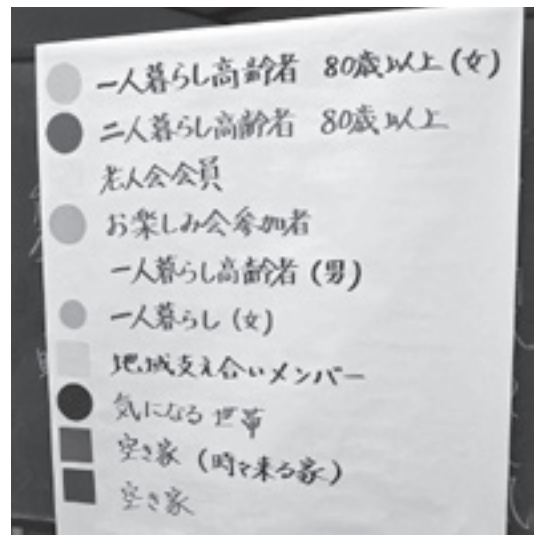 一人暮らし高齢者 80歳以上(女)
二人暮らし高齢者 80歳以上
老人会会員
お楽しみ会参加者
一人暮らし高齢者(男)
一人暮らし(女)
地域支え合いメンバー
気になる世帯
空き家(時々来る家)
空き家